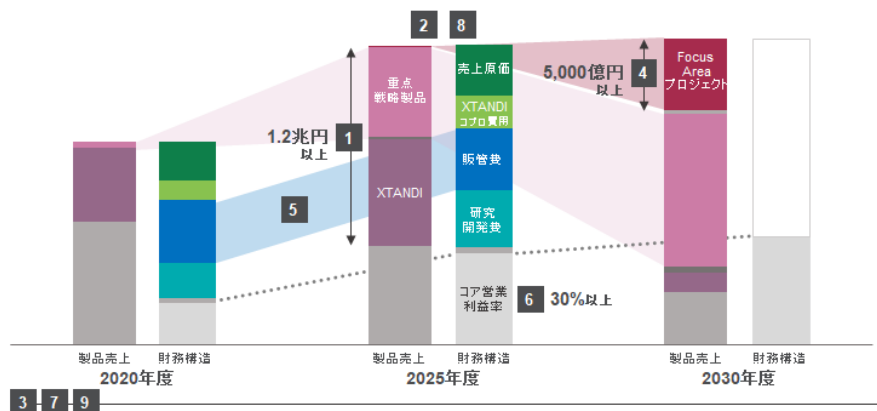 2 8
重点
戦略製品
売上原価
XTANDI
コプロ費用
1.2兆円
以上
1
販管費
XTANDI
研究
開発費
5
コア営業
利益率
6 30%以上
5,000億円
以上
4
Focus
Area
プロジェクト
製品売上 財務構造 製品売上 財務構造 製品売上 財務構造
2020年度 2025年度 2030年度
3 7 9